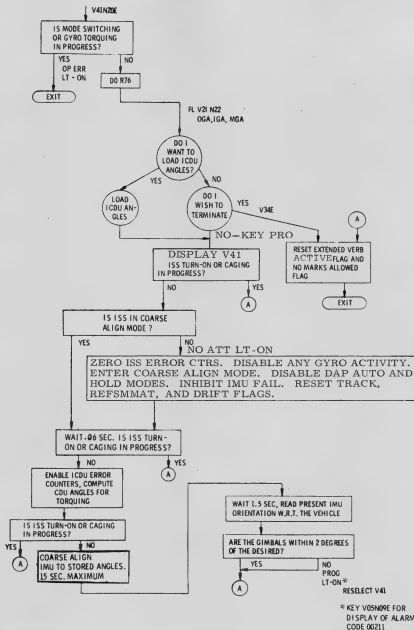 V41N20E
IS MODE SWITCHING
OR GYRO TORQUING
IN PROGRESS?
YES
OP ERR
LT - ON
NO
EXIT
DO R76
FL V21 N22
OGA, IGA, MGA
DO I
WANT TO
LOAD ICDU
ANGLES?
YES
NO
LOAD
ICDU AN-
GLES
DO I
WISH TO
TERMINATE
YES
V34E
A
NO-KEY PRO
RESET EXTENDED VERB
ACTIVE FLAG AND
NO MARKS ALLOWED
FLAG
EXIT
DISPLAY V41
ISS TURN-ON OR CAGING
IN PROGRESS?
NO
YES
A
IS ISS IN COARSE
ALIGN MODE ?
YES
NO
NO ATT LT-ON
ZERO ISS ERROR CTRS. DISABLE ANY GYRO ACTIVITY.
ENTER COARSE ALIGN MODE. DISABLE DAP AUTO AND
HOLD MODES. INHIBIT IMU FAIL. RESET TRACK,
REFSMMAT, AND DRIFT FLAGS.
WAIT .06 SEC. IS ISS TURN-
ON OR CAGING IN PROGRESS?
NO
YES
A
ENABLE ICDU ERROR
COUNTERS, COMPUTE
CDU ANGLES FOR
TORQUING
IS ISS TURN-ON OR CAGING
IN PROGRESS?
YES
NO
A
COARSE ALIGN
IMU TO STORED ANGLES.
15 SEC. MAXIMUM
WAIT 1.5 SEC, READ PRESENT IMU
ORIENTATION W.R.T. THE VEHICLE
ARE THE GIMBALS WITHIN 2 DEGREES
OF THE DESIRED?
YES
NO
PROG
LT-ON*
A
RESELECT V41
* KEY V05N09E FOR
DISPLAY OF ALARM
CODE 00211